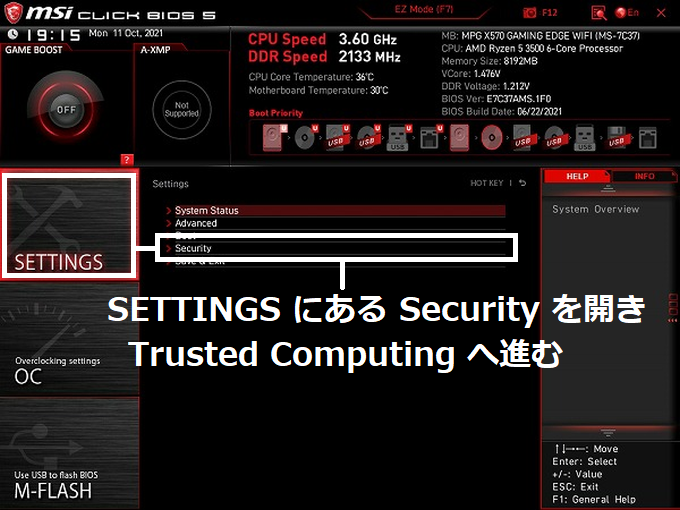 msi CLICK BIOS 5
EZ Mode (F7)
F12
En
X
19:15 Mon 11 Oct, 2021
GAME BOOST
A-XMP
OFF
Not
Supported
?
CPU Speed 3.60 GHz
DDR Speed 2133 MHz
CPU Core Temperature: 36°C
Motherboard Temperature: 30°C
MB: MPG X570 GAMING EDGE WIFI (MS-7C37)
CPU: AMD Ryzen 5 3500 6-Core Processor
Memory Size: 8192MB
VCore: 1.476V
DDR Voltage: 1.212V
BIOS Ver: E7C37AMS.1F0
BIOS Build Date: 06/22/2021
Boot Priority
U U U U U U
USB USB USB USB USB USB
SETTINGS
Overclocking settings
OC
Use USB to flash BIOS
M-FLASH
Settings
HOT KEY |
System Status
Advanced
Boot
Security
Save & Exit
SETTINGS にある Security を開き
Trusted Computing へ進む
HELP
INFO
System Overview
↑↓→←: Move
Enter: Select
+/-: Value
ESC: Exit
F1: General Help